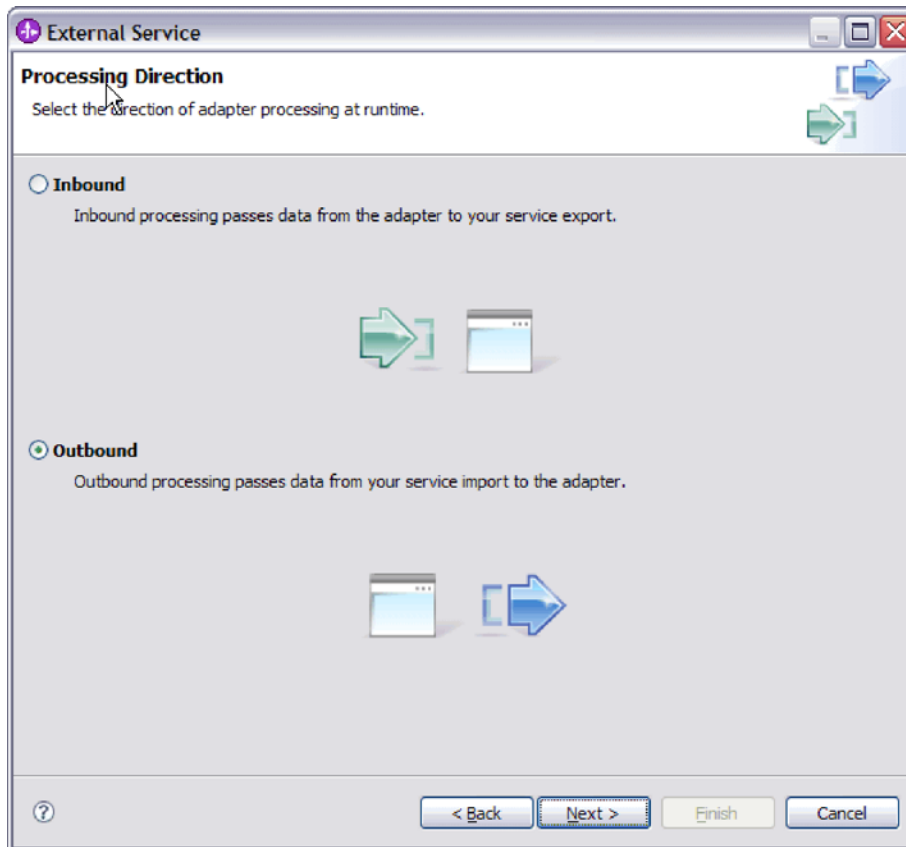 External Service
Processing Direction
Select the direction of adapter processing at runtime.
Inbound
Inbound processing passes data from the adapter to your service export.
Outbound
Outbound processing passes data from your service import to the adapter.
?
< Back
Next >
Finish
Cancel